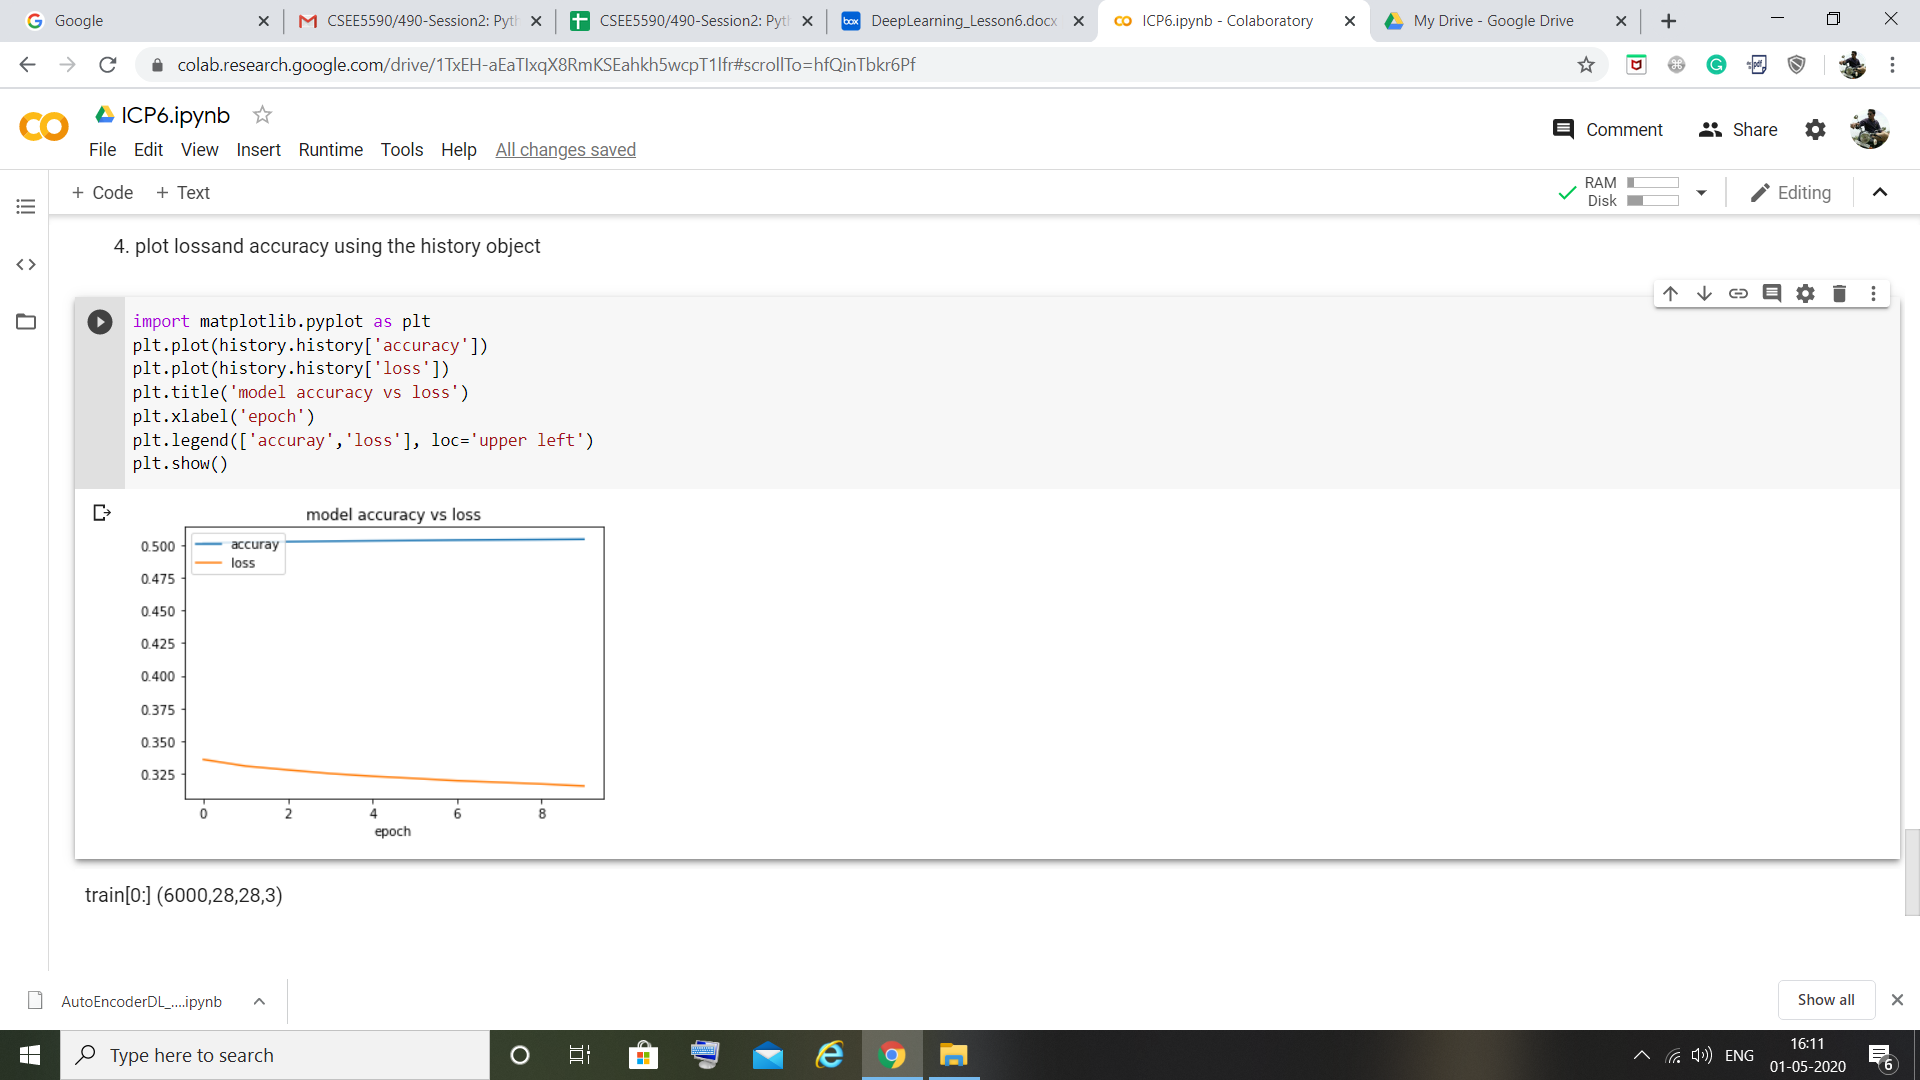 Google
CSEE5590/490-Session2: Pyth
CSEE5590/490-Session2: Pyt
DeepLearning_Lesson6.docx
ICP6.ipynb - Colaboratory
My Drive - Google Drive
colab.research.google.com/drive/1TxEH-aEaTIxqX8RmKSEahkh5wcpT1lfr#scrollTo=hfQinTbkr6Pf
ICP6.ipynb
Comment
Share
File Edit View Insert Runtime Tools Help All changes saved
+ Code + Text
RAM
Disk
Editing
4. plot lossand accuracy using the history object
import matplotlib.pyplot as plt
plt.plot(history.history['accuracy'])
plt.plot(history.history['loss'])
plt.title('model accuracy vs loss')
plt.xlabel('epoch')
plt.legend(['accuray','loss'], loc='upper left')
plt.show()
model accuracy vs loss
accuray
loss
0.500
0.475
0.450
0.425
0.400
0.375
0.350
0.325
0 2 4 6 8
epoch
train[0:] (6000,28,28,3)
AutoEncoderDL_....ipynb
Show all
Type here to search
ENG
16:11
01-05-2020
6